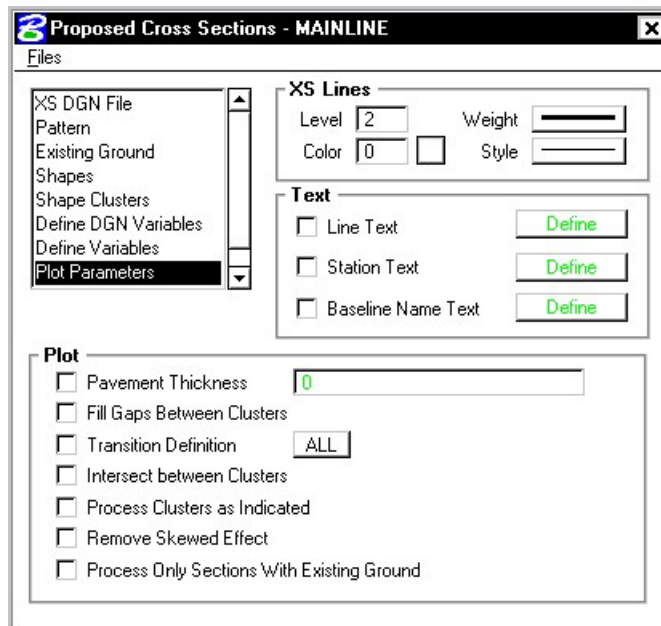 Proposed Cross Sections - MAINLINE
Files
XS DGN File
Pattern
Existing Ground
Shapes
Shape Clusters
Define DGN Variables
Define Variables
Plot Parameters
XS Lines
Level 2 Weight
Color 0 Style
Text
Line Text Define
Station Text Define
Baseline Name Text Define
Plot
Pavement Thickness 0
Fill Gaps Between Clusters
Transition Definition ALL
Intersect between Clusters
Process Clusters as Indicated
Remove Skewed Effect
Process Only Sections With Existing Ground